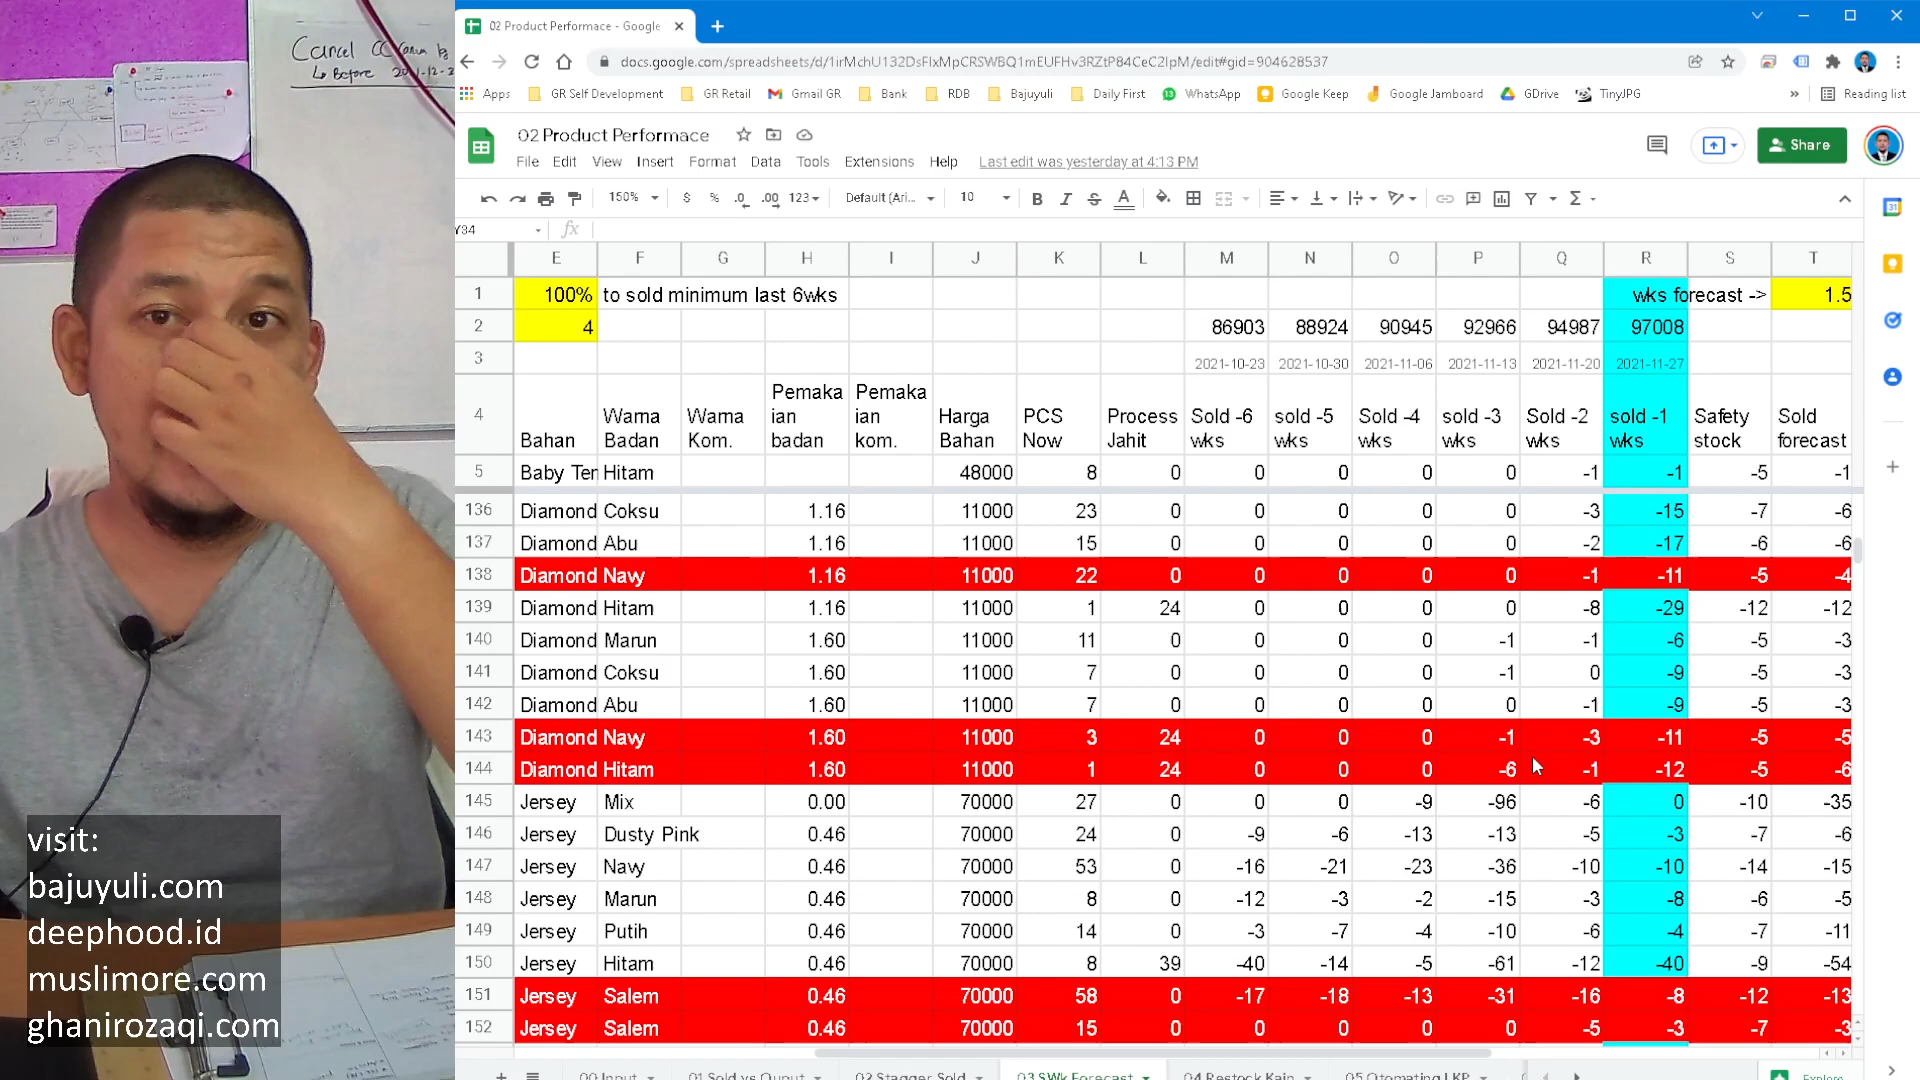 Cancel CC
↳ Before
visit:
bajuyuli.com
deephood.id
muslimore.com
ghanirozaqi.com
02 Product Performace - Google
docs.google.com/spreadsheets/d/1irMchU132DsFIxMpCRSWBQ1mEUFHv3RZtP84CeC2IpM/edit#gid=904628537
Apps GR Self Development GR Retail Gmail GR Bank RDB Bajuyuli Daily First WhatsApp Google Keep Google Jamboard GDrive TinyJPG » Reading list
02 Product Performace
Share
File Edit View Insert Format Data Tools Extensions Help Last edit was yesterday at 4:13 PM
150% $ % .0 .00 123 Default (Ari... 10 B I S A
Y34 fx
E F G H I J K L M N O P Q R S T
1 100% to sold minimum last 6wks wks forecast -> 1.5
2 4 86903 88924 90945 92966 94987 97008
3 2021-10-23 2021-10-30 2021-11-06 2021-11-13 2021-11-20 2021-11-27
4 Bahan Warna Badan Warna Kom. Pemakaian badan Pemakaian kom. Harga Bahan PCS Now Process Jahit Sold -6 wks sold -5 wks Sold -4 wks sold -3 wks Sold -2 wks sold -1 wks Safety stock Sold forecast
5 Baby Ter Hitam 48000 8 0 0 0 0 0 -1 -1 -5 -1
136 Diamond Coksu 1.16 11000 23 0 0 0 0 0 -3 -15 -7 -6
137 Diamond Abu 1.16 11000 15 0 0 0 0 0 -2 -17 -6 -6
138 Diamond Navy 1.16 11000 22 0 0 0 0 0 -1 -11 -5 -4
139 Diamond Hitam 1.16 11000 1 24 0 0 0 0 -8 -29 -12 -12
140 Diamond Marun 1.60 11000 11 0 0 0 0 -1 -1 -6 -5 -3
141 Diamond Coksu 1.60 11000 7 0 0 0 0 -1 0 -9 -5 -3
142 Diamond Abu 1.60 11000 7 0 0 0 0 0 -1 -9 -5 -3
143 Diamond Navy 1.60 11000 3 24 0 0 0 -1 -3 -11 -5 -5
144 Diamond Hitam 1.60 11000 1 24 0 0 0 -6 -1 -12 -5 -6
145 Jersey Mix 0.00 70000 27 0 0 0 -9 -96 -6 0 -10 -35
146 Jersey Dusty Pink 0.46 70000 24 0 -9 -6 -13 -13 -5 -3 -7 -6
147 Jersey Navy 0.46 70000 53 0 -16 -21 -23 -36 -10 -10 -14 -15
148 Jersey Marun 0.46 70000 8 0 -12 -3 -2 -15 -3 -8 -6 -5
149 Jersey Putih 0.46 70000 14 0 -3 -7 -4 -10 -6 -4 -7 -11
150 Jersey Hitam 0.46 70000 8 39 -40 -14 -5 -61 -12 -40 -9 -54
151 Jersey Salem 0.46 70000 58 0 -17 -18 -13 -31 -16 -8 -12 -13
152 Jersey Salem 0.46 70000 15 0 0 0 0 0 -5 -3 -7 -3
00 Input 01 Sold vs Ouput 02 Stagger Sold 03 SWk Forecast 04 Restock Kain 05 Otomating LKP Explore